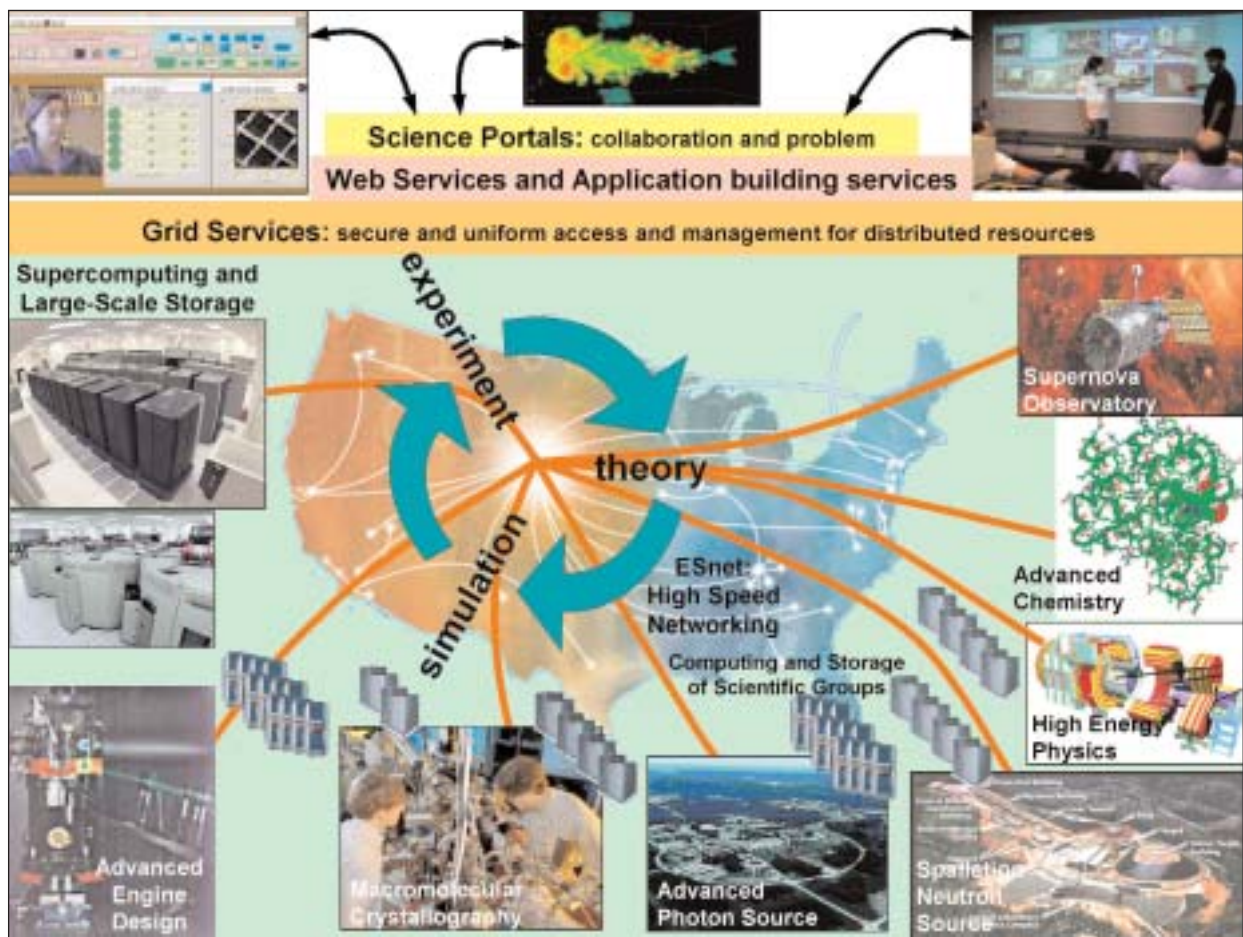 Science Portals: collaboration and problem
Web Services and Application building services
Grid Services: secure and uniform access and management for distributed resources
Supercomputing and
Large-Scale Storage
experiment
theory
simulation
Supernova
Observatory
ESnet:
High Speed
Networking
Advanced
Chemistry
Computing and Storage
of Scientific Groups
High Energy
Physics
Advanced
Engine
Design
Macromolecular
Crystallography
Advanced
Photon Source
Spallation
Neutron
Source